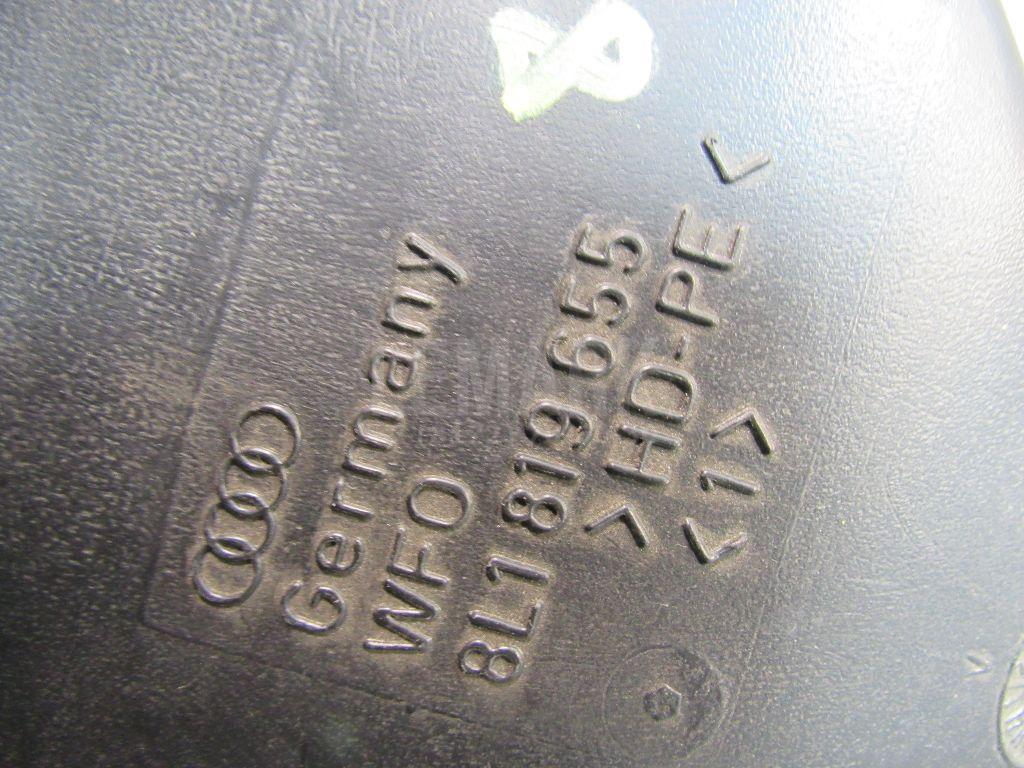 Germany
WFO
8L1 819 655
>HD-PE<
<1>